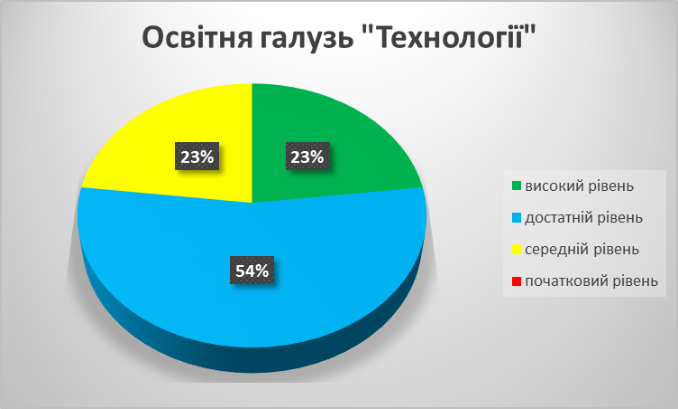 Освітня галузь "Технології"
23%
23%
54%
високий рівень
достатній рівень
середній рівень
початковий рівень